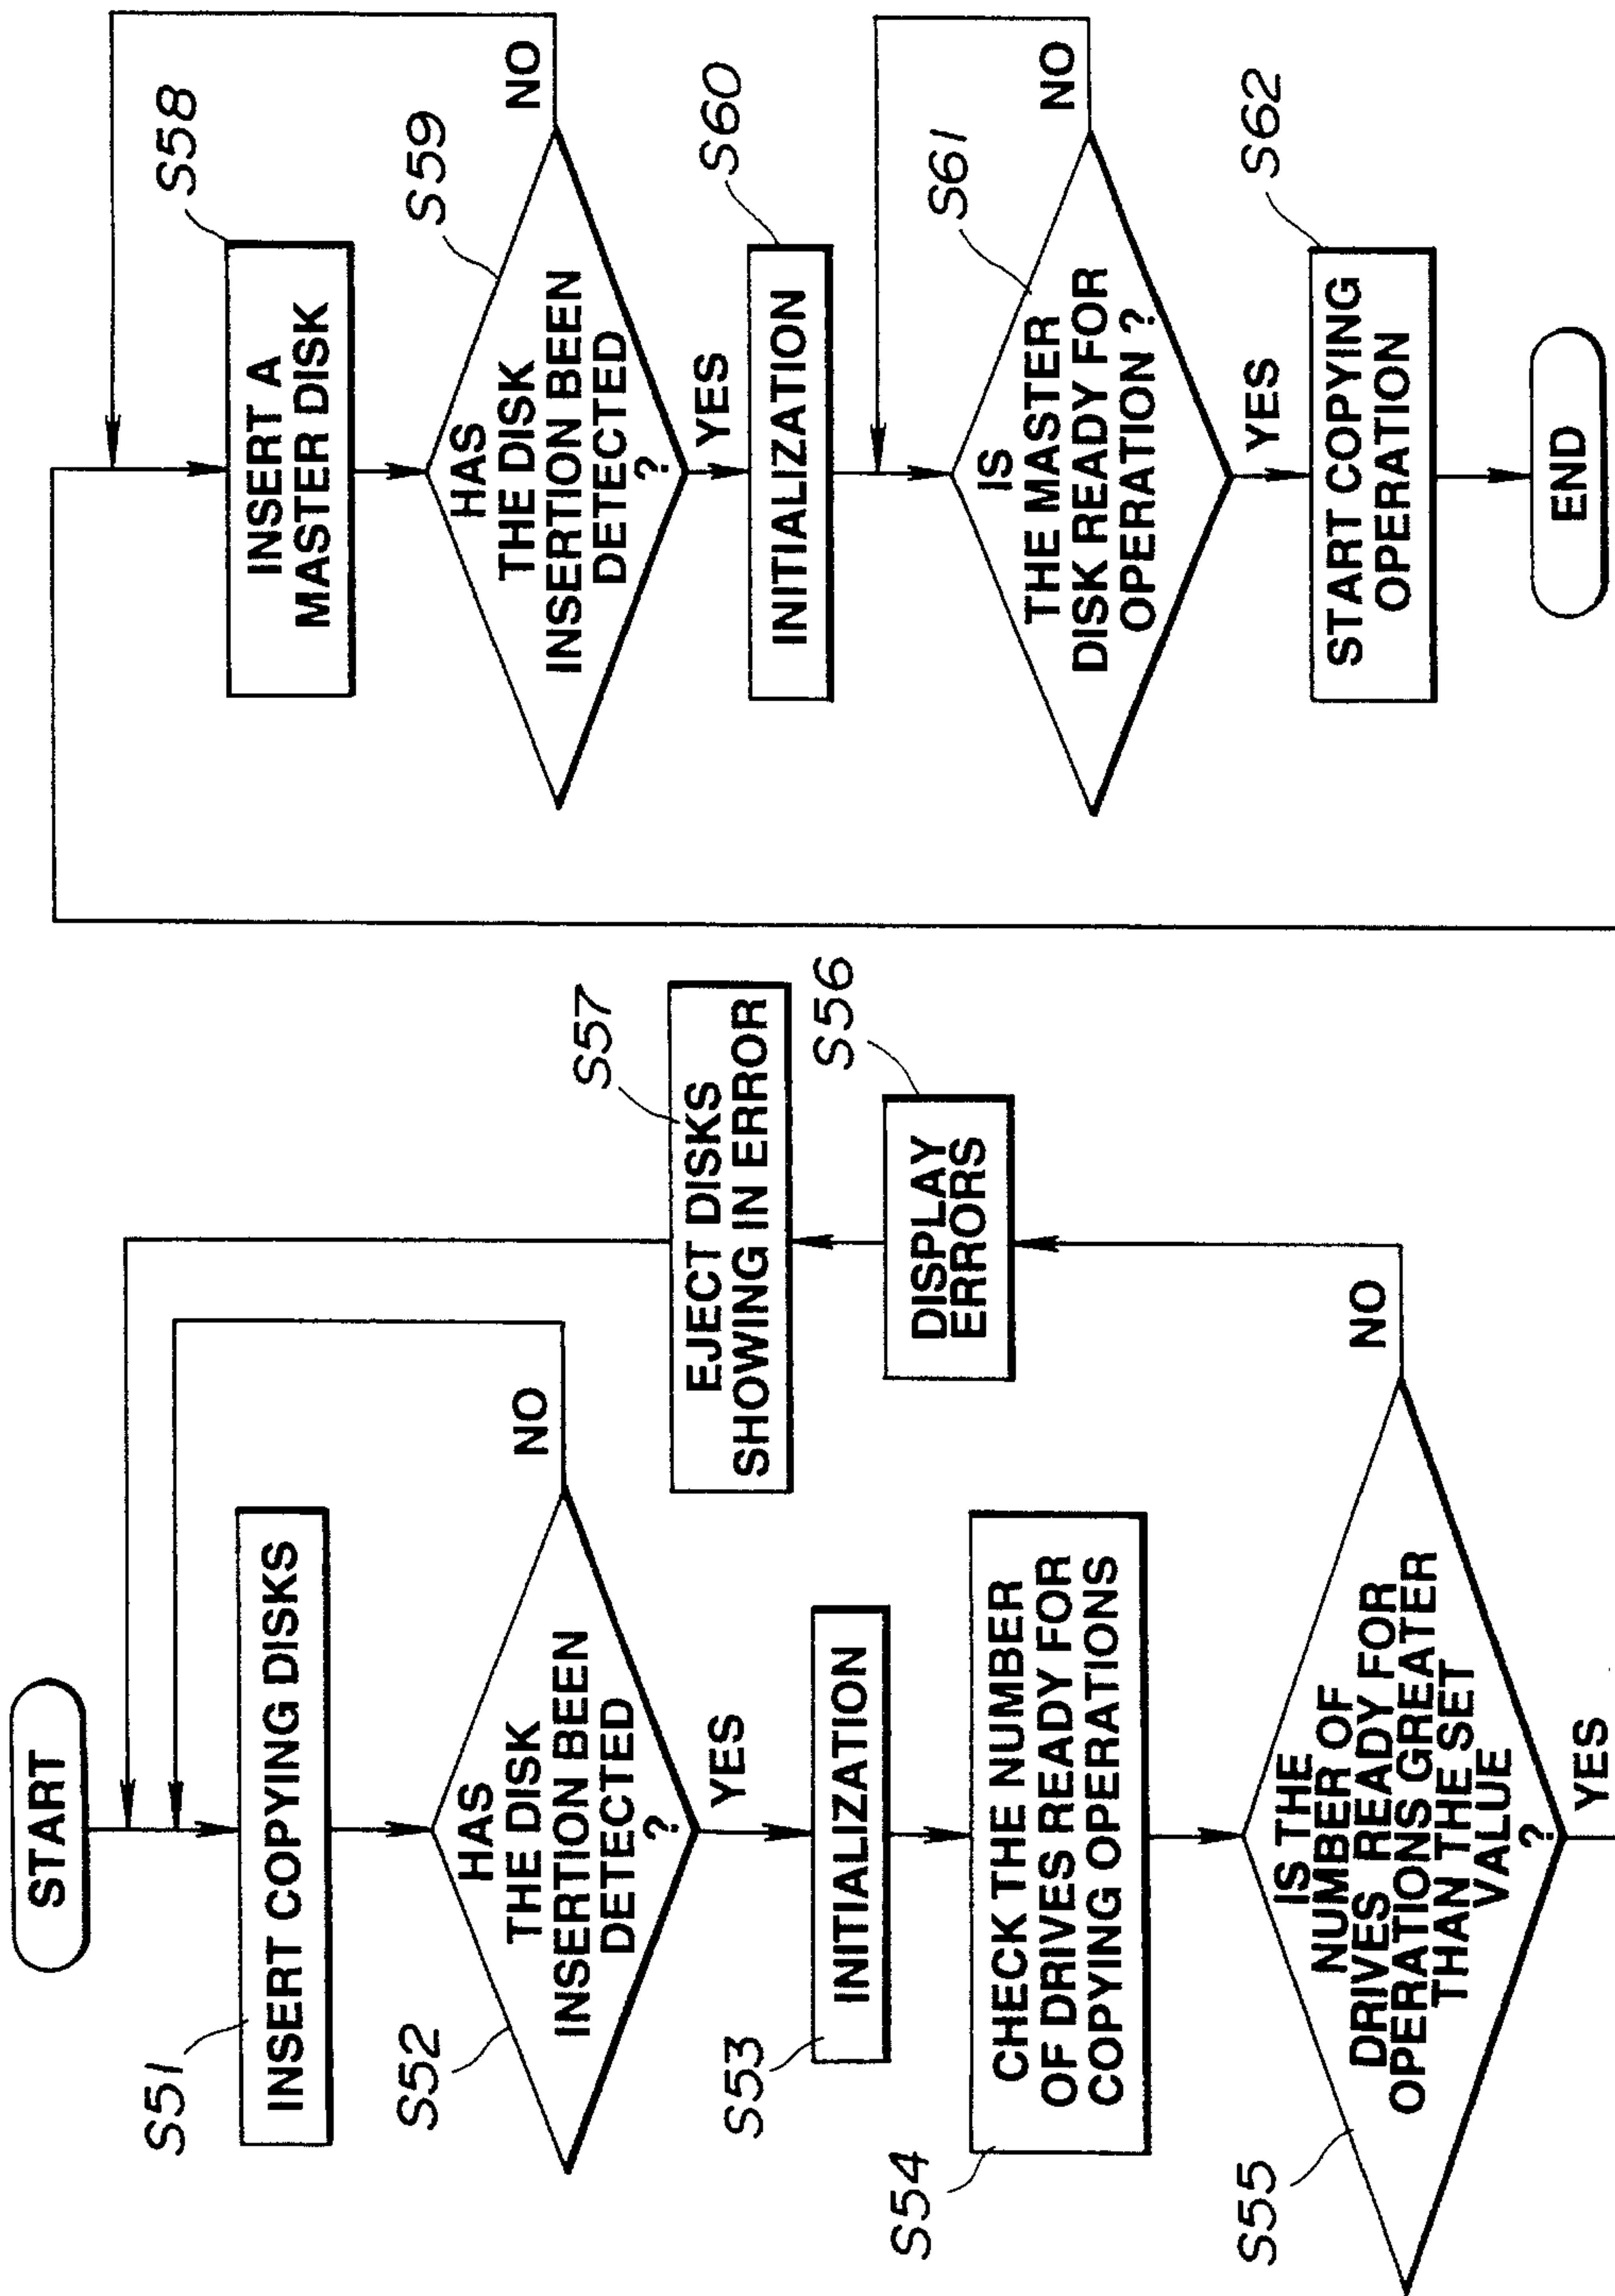 START
S51
INSERT COPYING DISKS
S52
HAS
THE DISK
INSERTION BEEN
DETECTED
?
NO
YES
S53
INITIALIZATION
S54
CHECK THE NUMBER
OF DRIVES READY FOR
COPYING OPERATIONS
S55
IS THE
NUMBER OF
DRIVES READY FOR
OPERATIONS GREATER
THAN THE SET
VALUE
?
NO
YES
S56
DISPLAY
ERRORS
S57
EJECT DISKS
SHOWING IN ERROR
S58
INSERT A
MASTER DISK
S59
HAS
THE DISK
INSERTION BEEN
DETECTED
?
NO
YES
S60
INITIALIZATION
S61
IS
THE MASTER
DISK READY FOR
OPERATION ?
NO
YES
S62
START COPYING
OPERATION
END